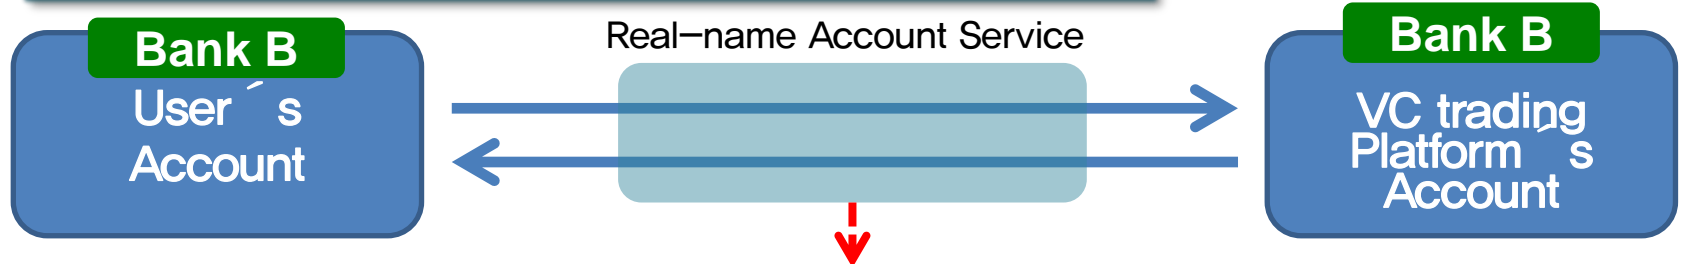 Bank B
User´s
Account
Real-name Account Service
Bank B
VC trading
Platform´s
Account